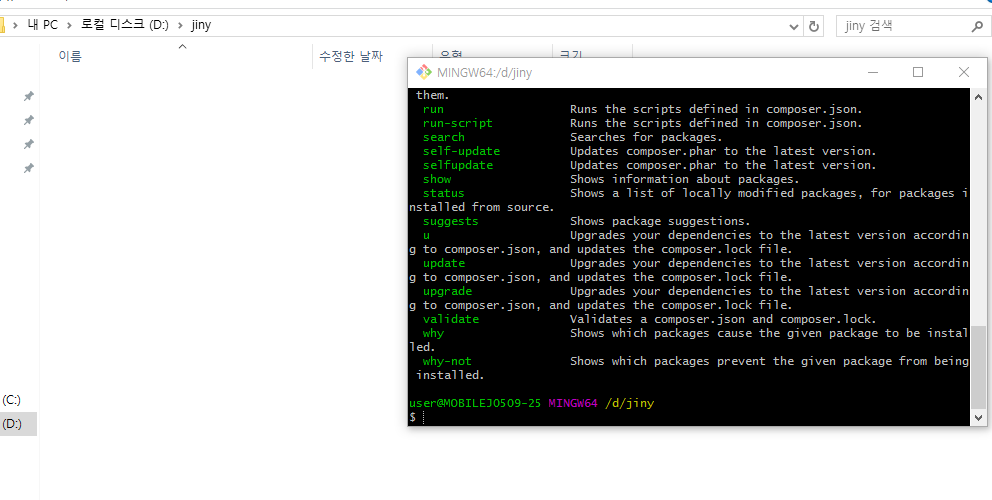 내 PC > 로컬 디스크 (D:) > jiny
jiny 검색
이름 수정한 날짜 유형 크기
MINGW64:/d/jiny
them.
run Runs the scripts defined in composer.json.
run-script Runs the scripts defined in composer.json.
search Searches for packages.
self-update Updates composer.phar to the latest version.
selfupdate Updates composer.phar to the latest version.
show Shows information about packages.
status Shows a list of locally modified packages, for packages i
nstalled from source.
suggests Shows package suggestions.
u Upgrades your dependencies to the latest version accordin
g to composer.json, and updates the composer.lock file.
update Upgrades your dependencies to the latest version accordin
g to composer.json, and updates the composer.lock file.
upgrade Upgrades your dependencies to the latest version accordin
g to composer.json, and updates the composer.lock file.
validate Validates a composer.json and composer.lock.
why Shows which packages cause the given package to be instal
led.
why-not Shows which packages prevent the given package from being
installed.
user@MOBILEJ0509-25 MINGW64 /d/jiny
$
(C:)
(D:)